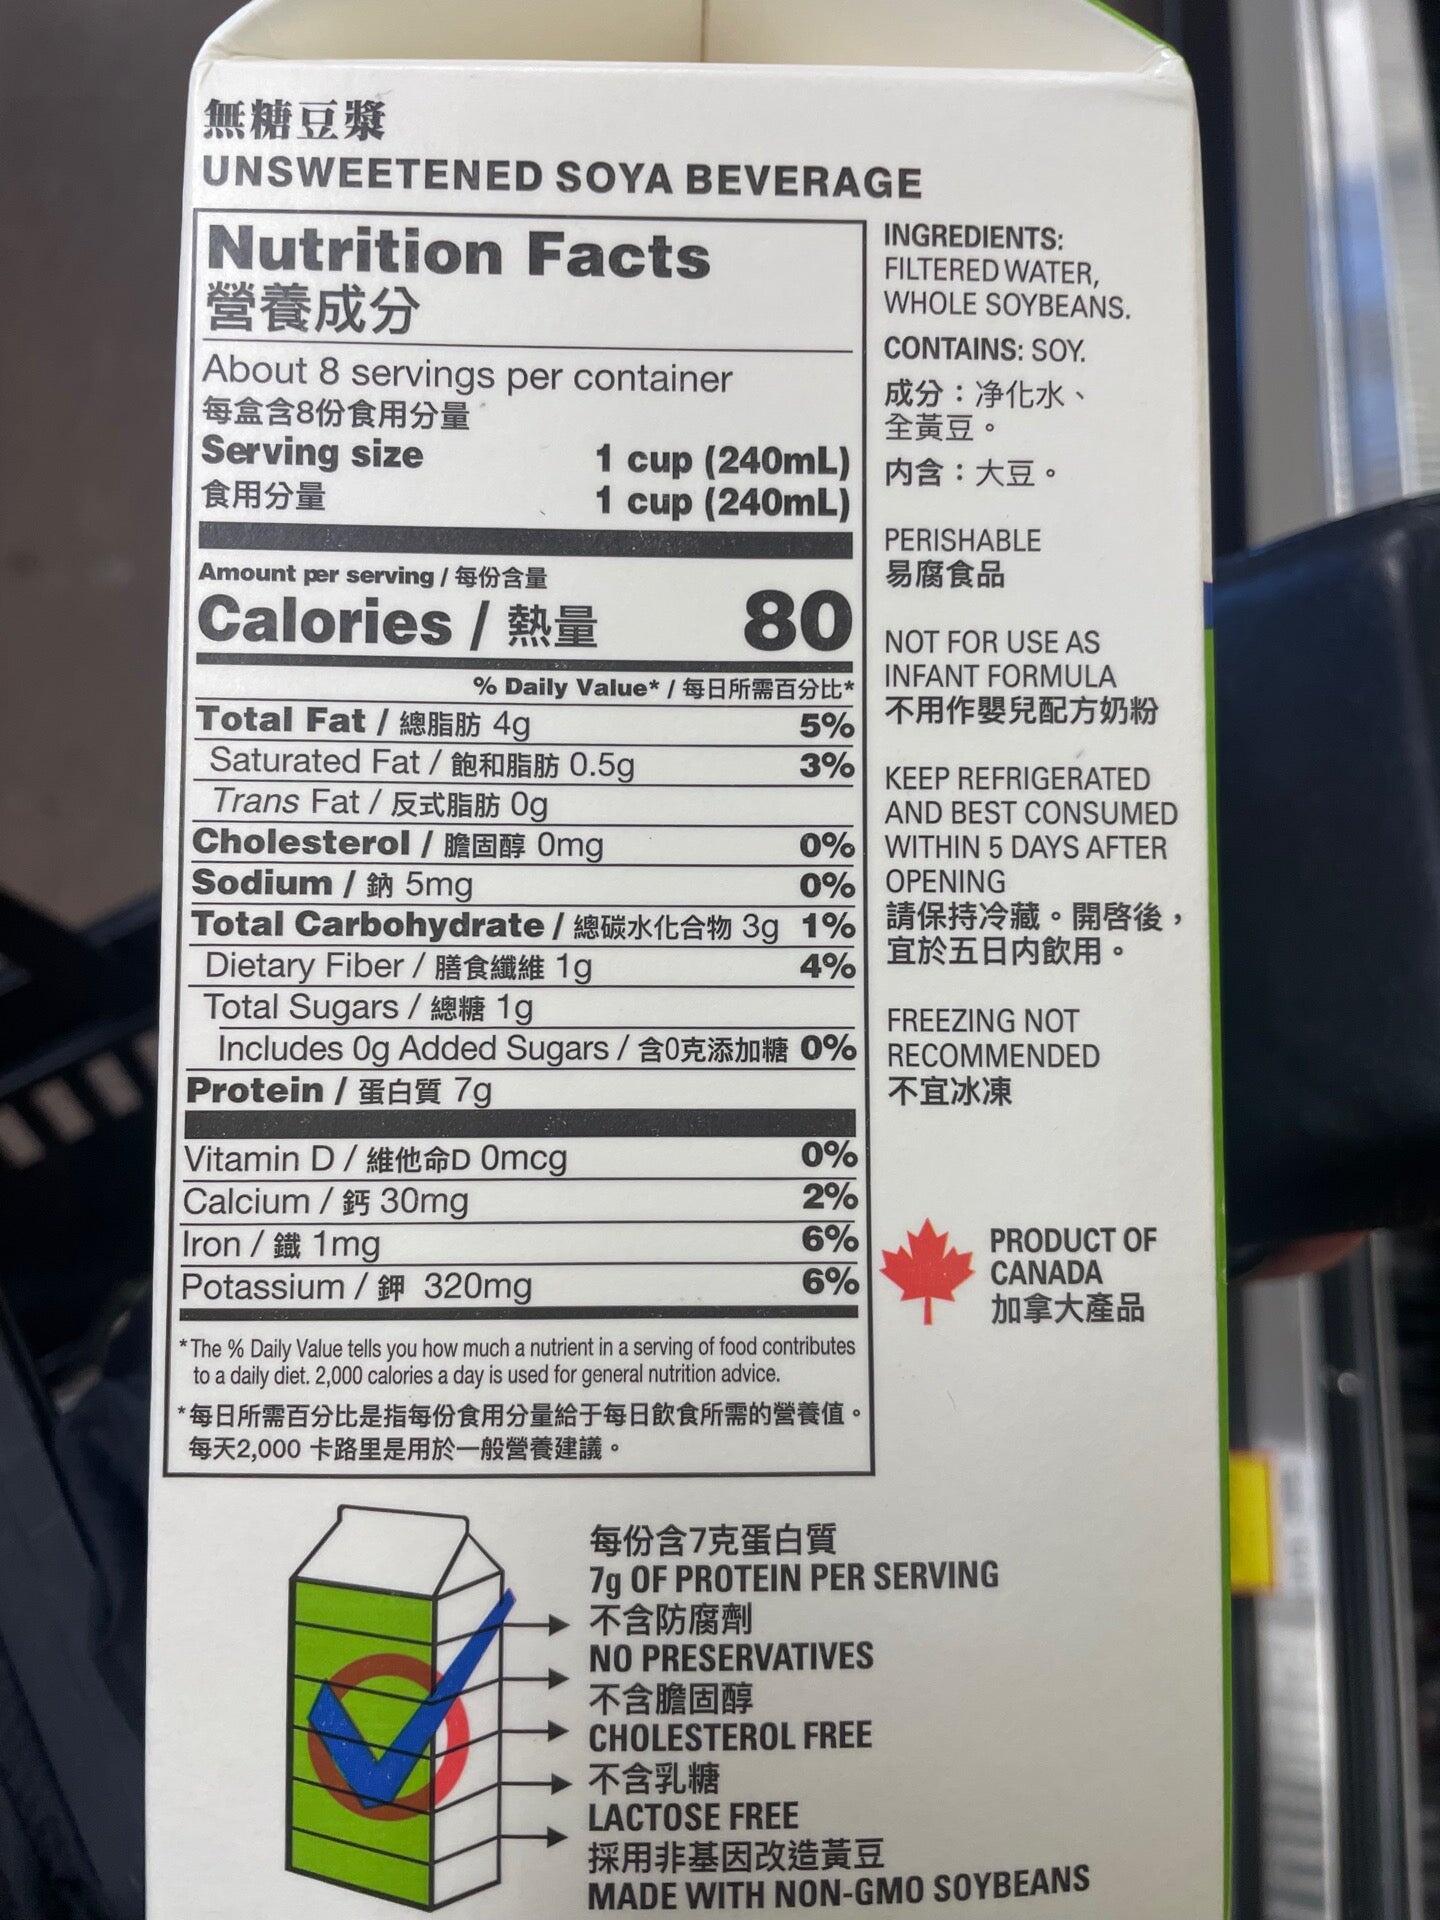 無糖豆漿
UNSWEETENED SOYA BEVERAGE
Nutrition Facts
營養成分
About 8 servings per container
每盒含8份食用分量
Serving size 1 cup (240mL)
食用分量 1 cup (240mL)
Amount per serving / 每份含量
Calories / 熱量 80
% Daily Value* / 每日所需百分比*
Total Fat / 總脂肪 4g 5%
Saturated Fat / 飽和脂肪 0.5g 3%
Trans Fat / 反式脂肪 0g
Cholesterol / 膽固醇 0mg 0%
Sodium / 鈉 5mg 0%
Total Carbohydrate / 總碳水化合物 3g 1%
Dietary Fiber / 膳食纖維 1g 4%
Total Sugars / 總糖 1g
Includes 0g Added Sugars / 含0克添加糖 0%
Protein / 蛋白質 7g
Vitamin D / 維他命D 0mcg 0%
Calcium / 鈣 30mg 2%
Iron / 鐵 1mg 6%
Potassium / 鉀 320mg 6%
*The % Daily Value tells you how much a nutrient in a serving of food contributes
to a daily diet. 2,000 calories a day is used for general nutrition advice.
*每日所需百分比是指每份食用分量給于每日飲食所需的營養值。
每天2,000 卡路里是用於一般營養建議。
INGREDIENTS:
FILTERED WATER,
WHOLE SOYBEANS.
CONTAINS: SOY.
成分：净化水、
全黃豆。
内含：大豆。
PERISHABLE
易腐食品
NOT FOR USE AS
INFANT FORMULA
不用作嬰兒配方奶粉
KEEP REFRIGERATED
AND BEST CONSUMED
WITHIN 5 DAYS AFTER
OPENING
請保持冷藏。開啓後，
宜於五日内飲用。
FREEZING NOT
RECOMMENDED
不宜冰凍
PRODUCT OF
CANADA
加拿大產品
每份含7克蛋白質
7g OF PROTEIN PER SERVING
不含防腐劑
NO PRESERVATIVES
不含膽固醇
CHOLESTEROL FREE
不含乳糖
LACTOSE FREE
採用非基因改造黃豆
MADE WITH NON-GMO SOYBEANS